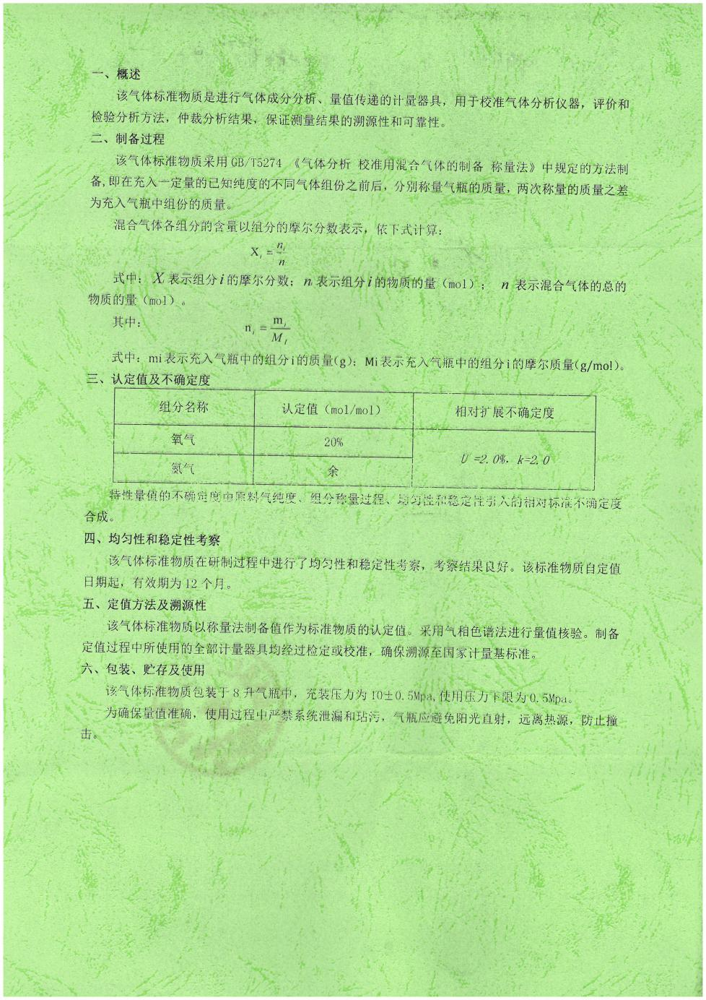 一、概述
该气体标准物质是进行气体成分分析、量值传递的计量器具，用于校准气体分析仪器，评价和
检验分析方法，仲裁分析结果，保证测量结果的溯源性和可靠性。
二、制备过程
该气体标准物质采用 GB/T5274 《气体分析 校准用混合气体的制备 称量法》中规定的方法制
备,即在充入一定量的已知纯度的不同气体组份之前后，分别称量气瓶的质量，两次称量的质量之差
为充入气瓶中组份的质量。
混合气体各组分的含量以组分的摩尔分数表示，依下式计算：
Xᵢ = nᵢ/n
式中： X 表示组分 i 的摩尔分数； n 表示组分 i 的物质的量（mol）； n 表示混合气体的总的
物质的量（mol）。
其中：
nᵢ = mᵢ/Mᵢ
式中：mi 表示充入气瓶中的组分 i 的质量(g)；Mi 表示充入气瓶中的组分 i 的摩尔质量(g/mol)。
三、认定值及不确定度
组分名称 认定值（mol/mol） 相对扩展不确定度
氧气 20% U =2.0%，k=2.0
氮气 余
特性量值的不确定度由原料气纯度、组分称量过程、均匀性和稳定性引入的相对标准不确定度
合成。
四、均匀性和稳定性考察
该气体标准物质在研制过程中进行了均匀性和稳定性考察，考察结果良好。该标准物质自定值
日期起，有效期为 12 个月。
五、定值方法及溯源性
该气体标准物质以称量法制备值作为标准物质的认定值。采用气相色谱法进行量值核验。制备
定值过程中所使用的全部计量器具均经过检定或校准，确保溯源至国家计量基标准。
六、包装、贮存及使用
该气体标准物质包装于 8 升气瓶中，充装压力为 10±0.5Mpa,使用压力下限为 0.5Mpa。
为确保量值准确，使用过程中严禁系统泄漏和玷污，气瓶应避免阳光直射，远离热源，防止撞
击。